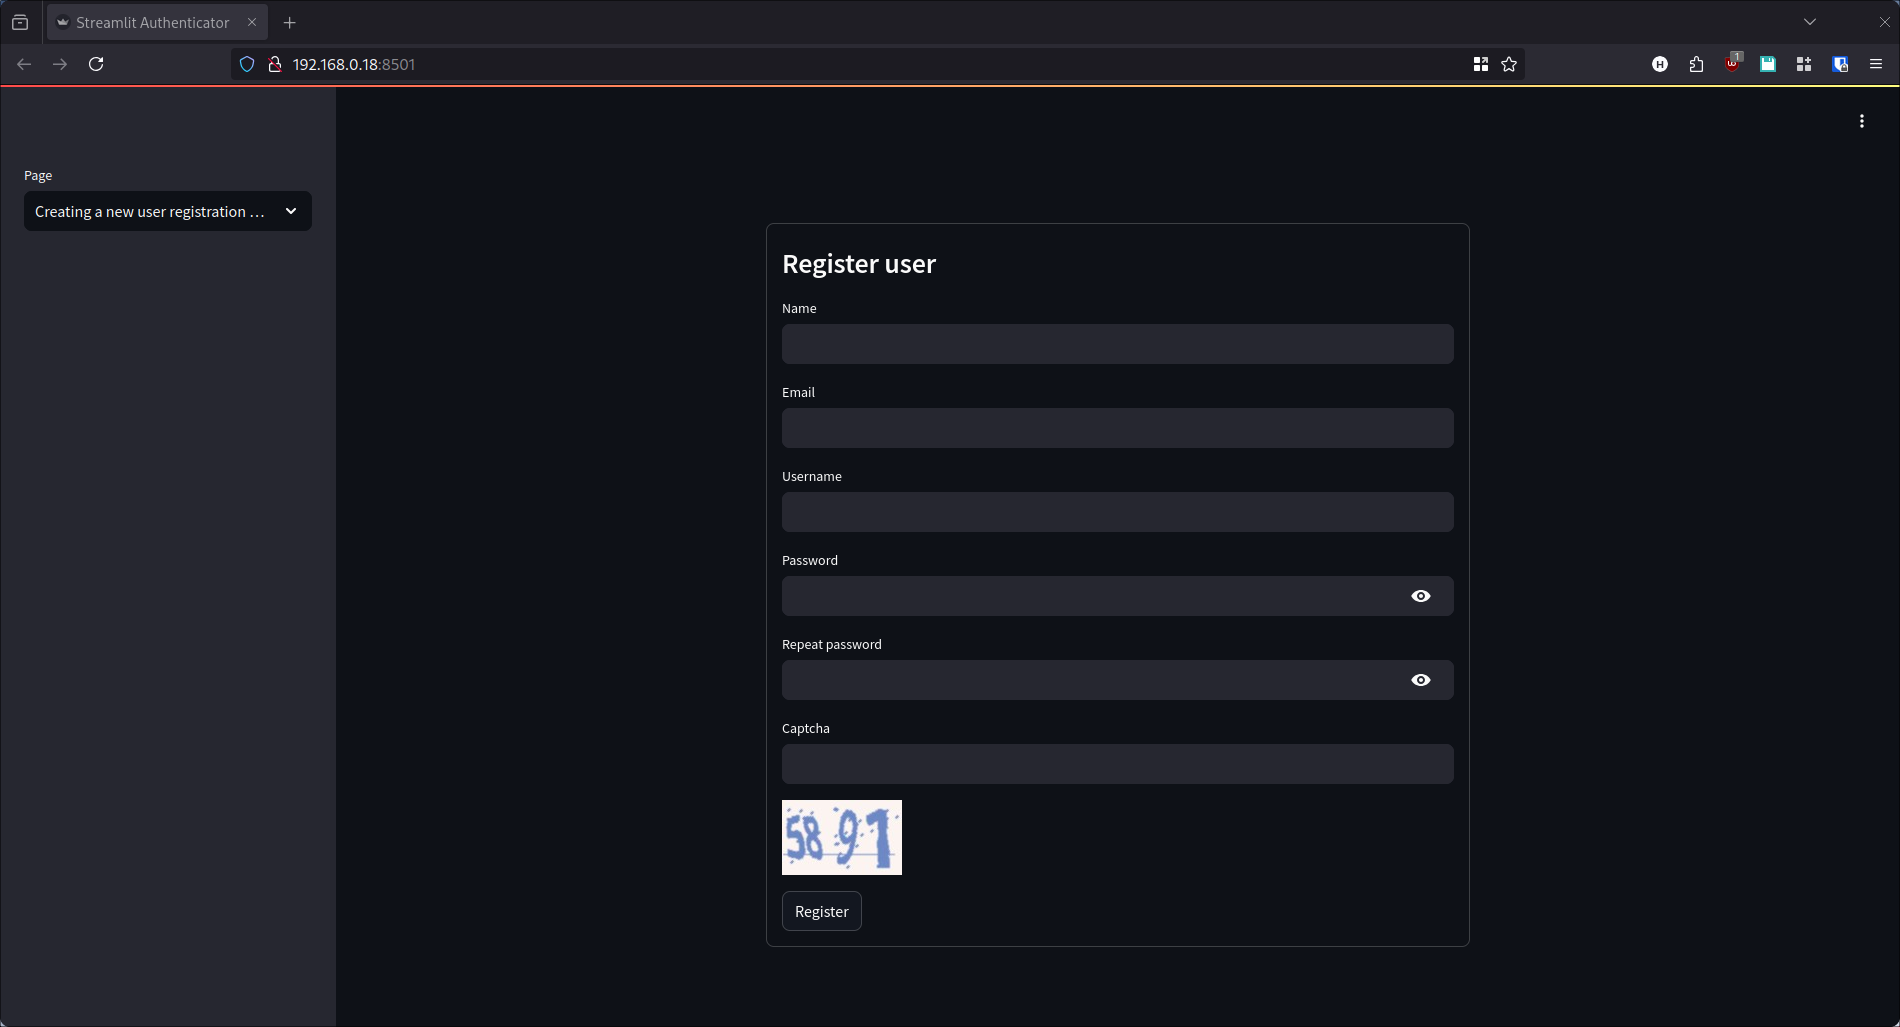 Streamlit Authenticator
192.168.0.18:8501
1
Page
Creating a new user registration …
Register user
Name
Email
Username
Password
Repeat password
Captcha
5891
Register